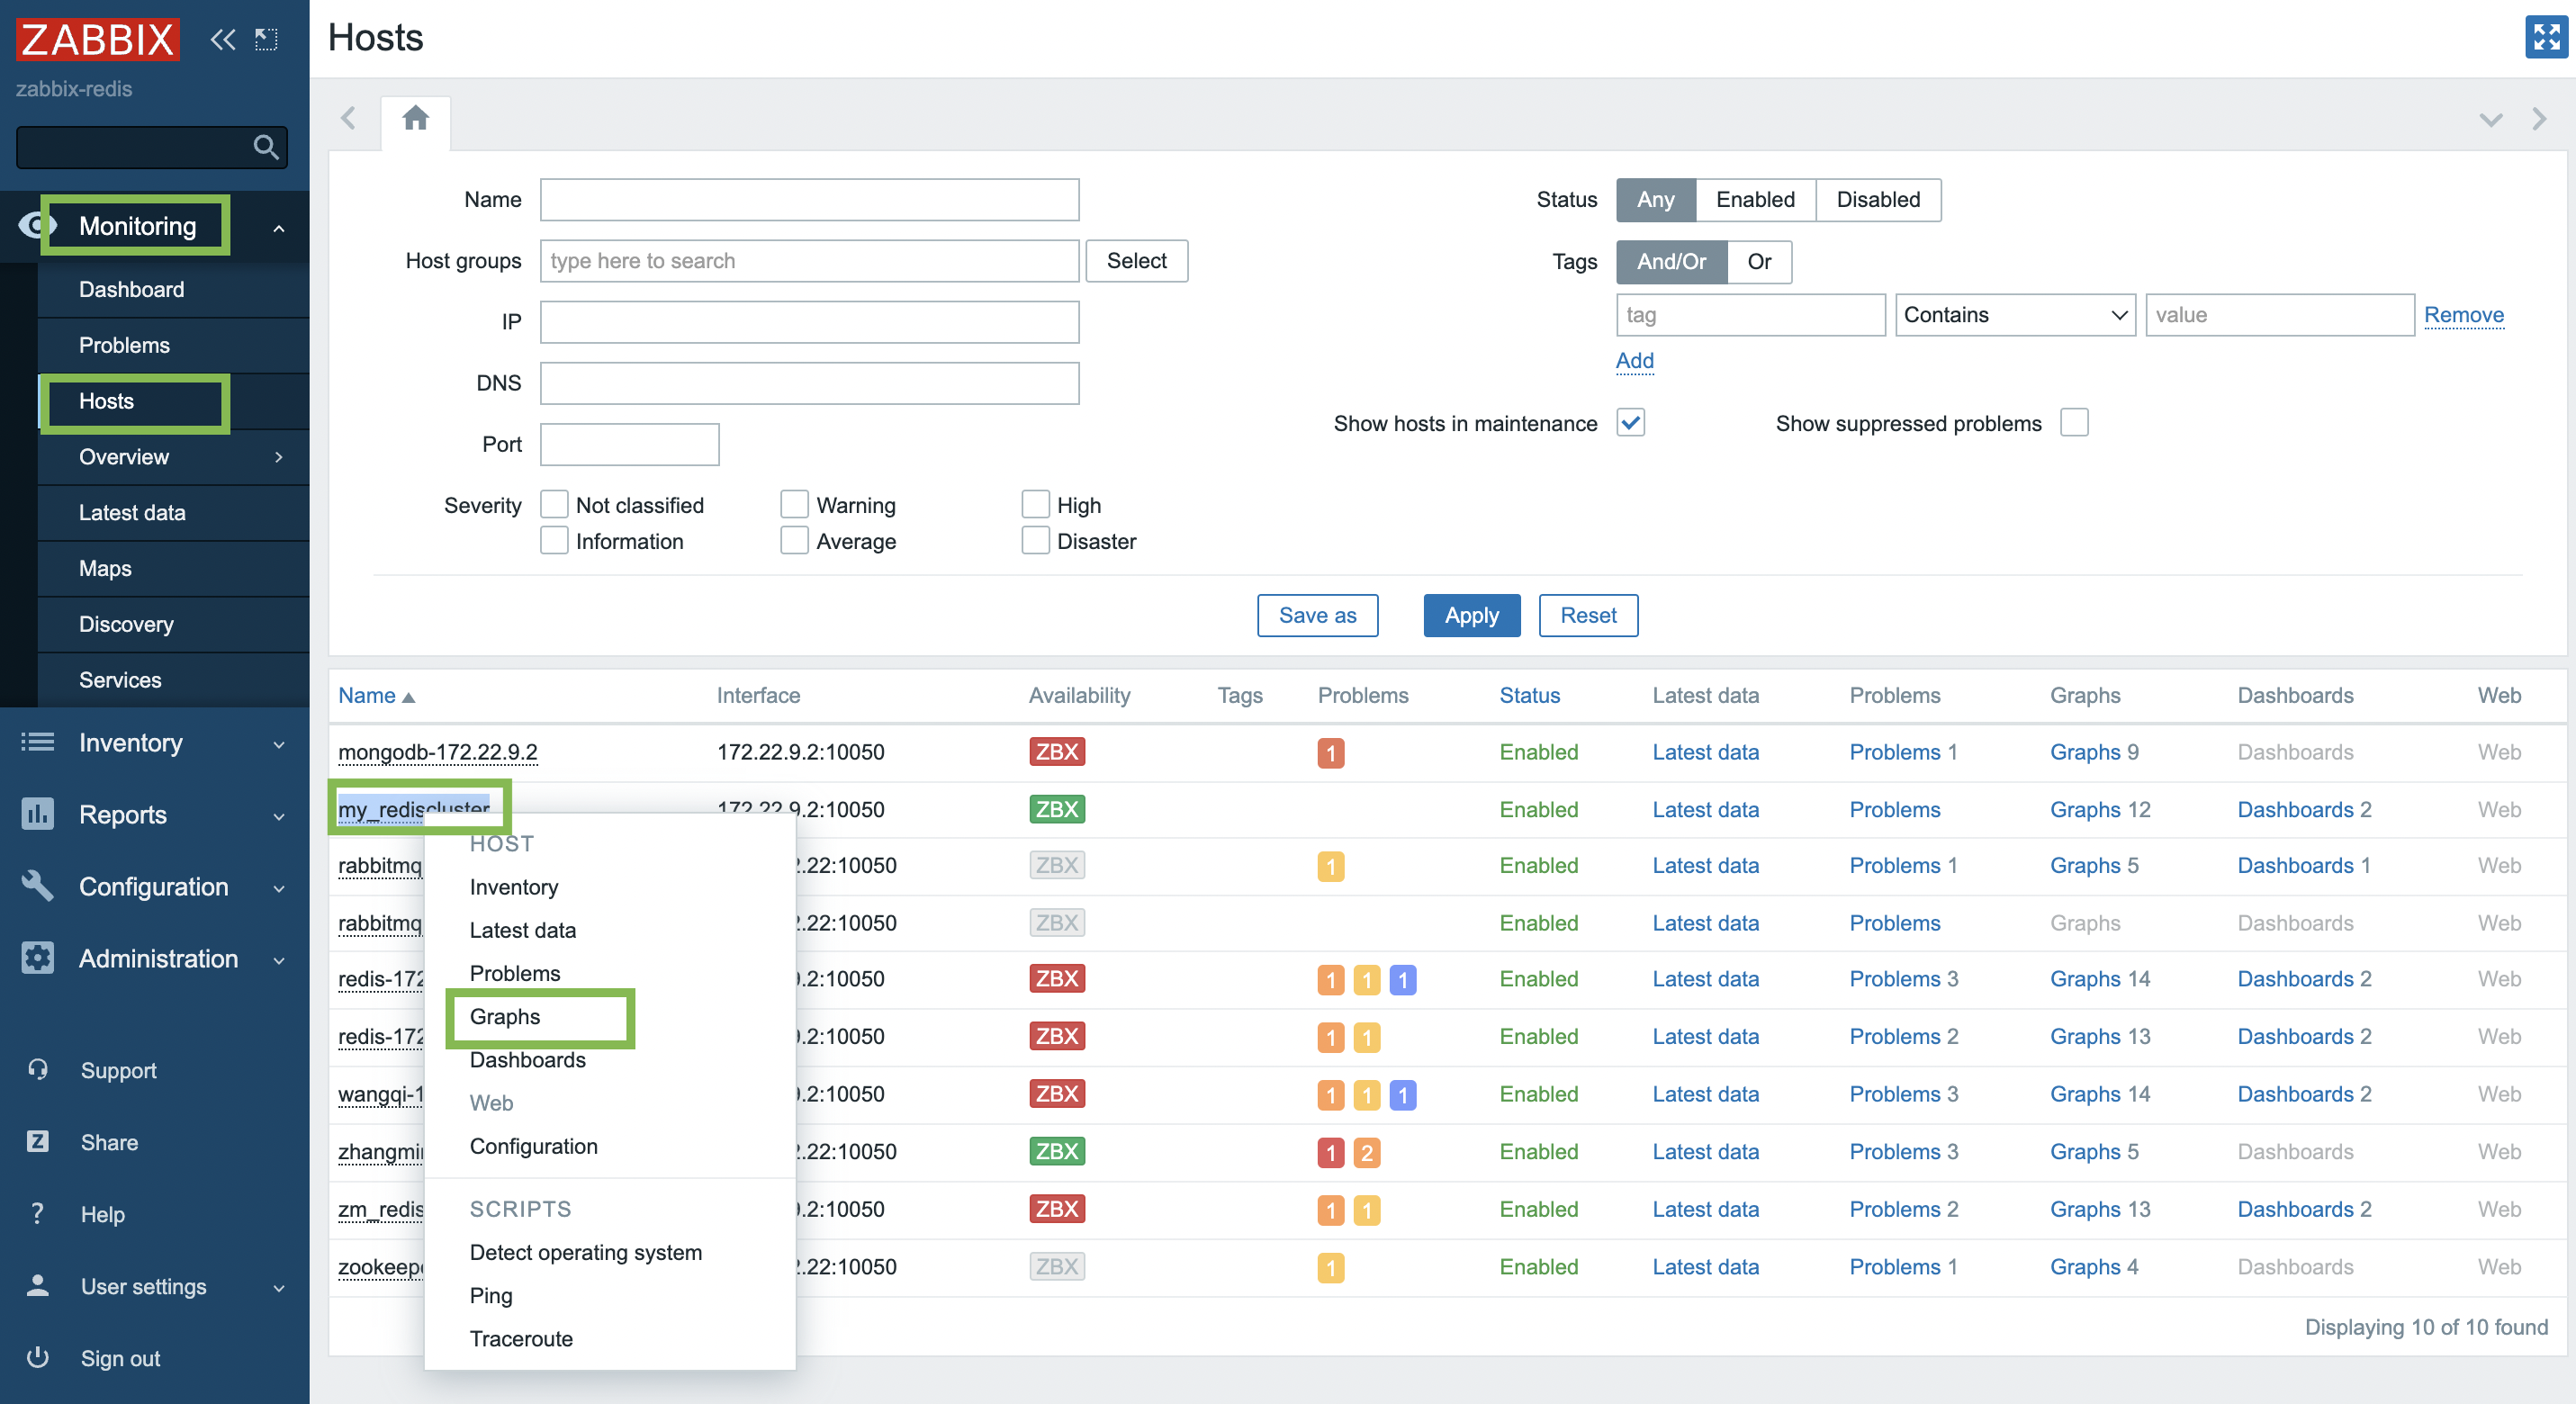 ZABBIX
zabbix-redis
Monitoring
Dashboard
Problems
Hosts
Overview
Latest data
Maps
Discovery
Services
Inventory
Reports
Configuration
Administration
Support
Z Share
? Help
User settings
Sign out
Hosts
Name
Host groups type here to search Select
IP
DNS
Port
Severity Not classified Warning High
Information Average Disaster
Status Any Enabled Disabled
Tags And/Or Or
tag Contains value Remove
Add
Show hosts in maintenance Show suppressed problems
Save as Apply Reset
Name Interface Availability Tags Problems Status Latest data Problems Graphs Dashboards Web
mongodb-172.22.9.2 172.22.9.2:10050 ZBX 1 Enabled Latest data Problems 1 Graphs 9 Dashboards Web
my_rediscluster 172.22.9.2:10050 ZBX Enabled Latest data Problems Graphs 12 Dashboards 2 Web
rabbitmq .22:10050 ZBX 1 Enabled Latest data Problems 1 Graphs 5 Dashboards 1 Web
rabbitmq .22:10050 ZBX Enabled Latest data Problems Graphs Dashboards Web
redis-172 .2:10050 ZBX 1 1 1 Enabled Latest data Problems 3 Graphs 14 Dashboards 2 Web
redis-172 .2:10050 ZBX 1 1 Enabled Latest data Problems 2 Graphs 13 Dashboards 2 Web
wangqi-1 .2:10050 ZBX 1 1 1 Enabled Latest data Problems 3 Graphs 14 Dashboards 2 Web
zhangmi .22:10050 ZBX 1 2 Enabled Latest data Problems 3 Graphs 5 Dashboards Web
zm_redis .2:10050 ZBX 1 1 Enabled Latest data Problems 2 Graphs 13 Dashboards 2 Web
zookeep .22:10050 ZBX 1 Enabled Latest data Problems 1 Graphs 4 Dashboards Web
HOST
Inventory
Latest data
Problems
Graphs
Dashboards
Web
Configuration
SCRIPTS
Detect operating system
Ping
Traceroute
Displaying 10 of 10 found